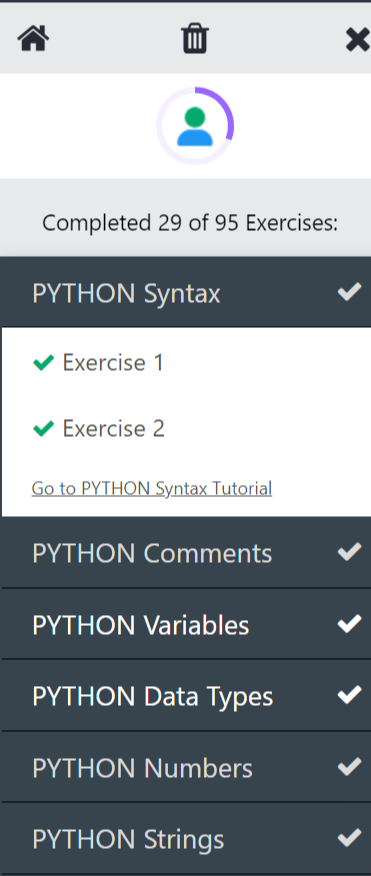 Completed 29 of 95 Exercises:
PYTHON Syntax
Exercise 1
Exercise 2
Go to PYTHON Syntax Tutorial
PYTHON Comments
PYTHON Variables
PYTHON Data Types
PYTHON Numbers
PYTHON Strings